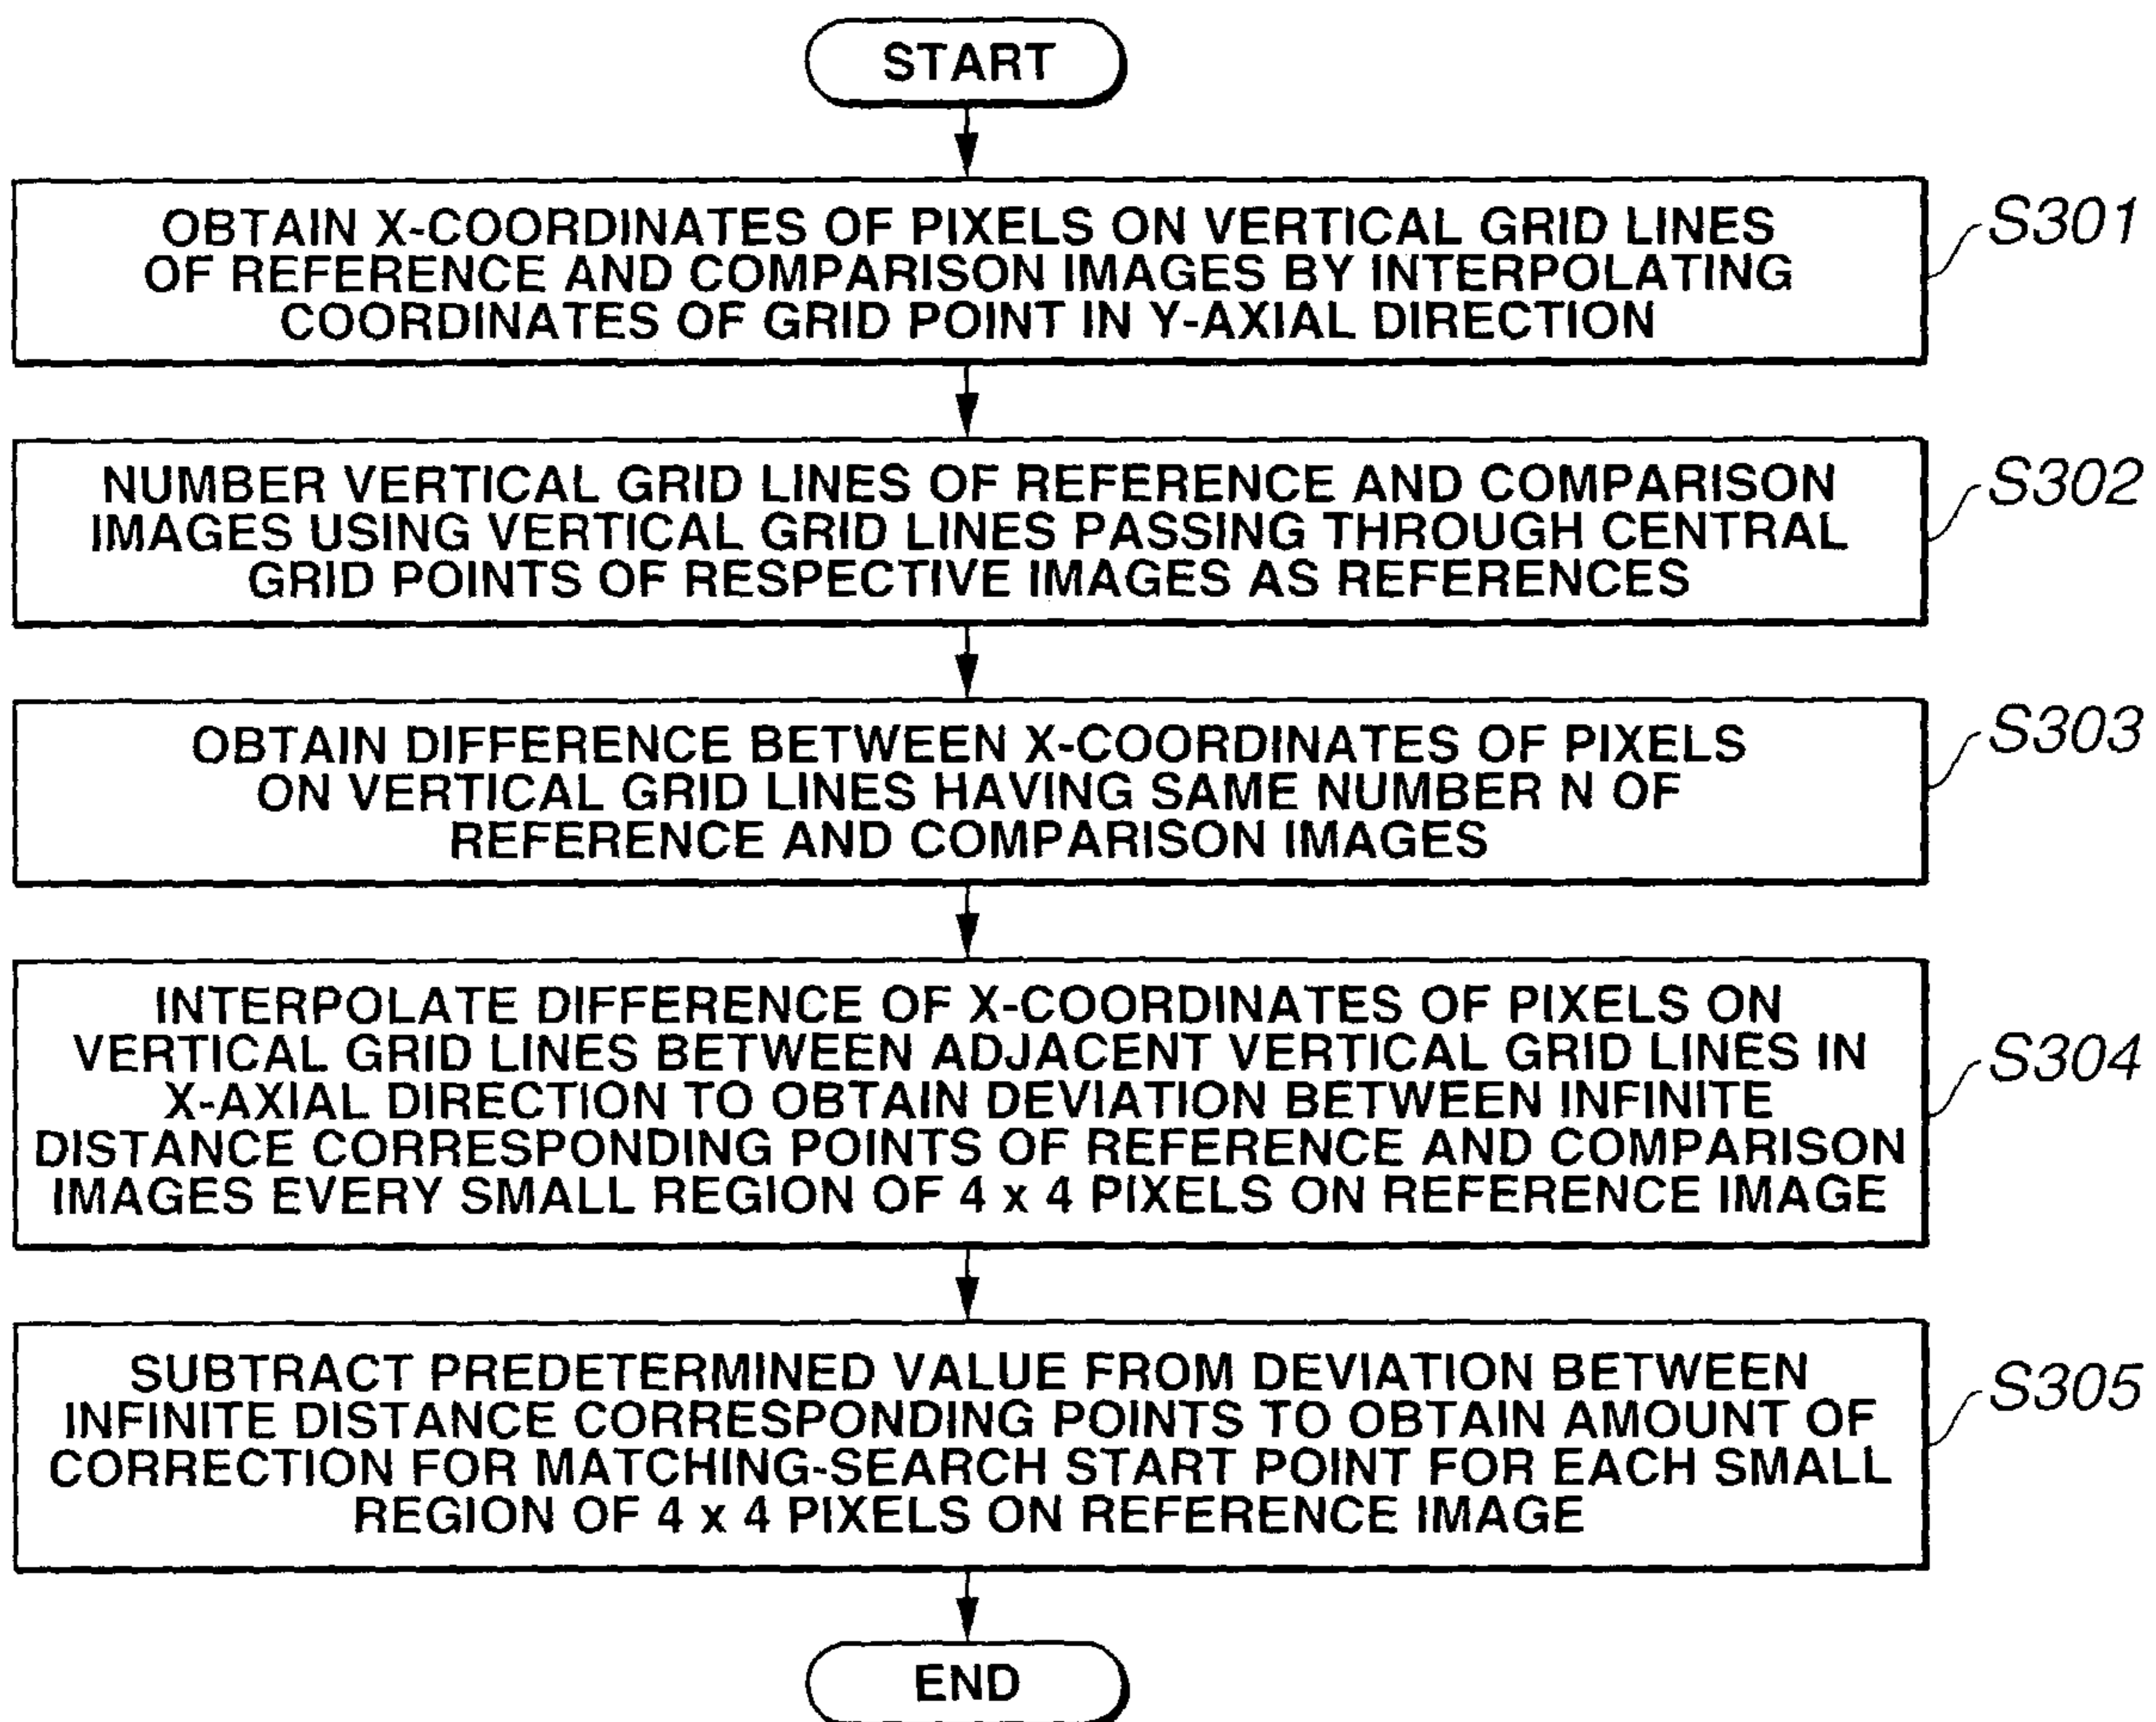 START
OBTAIN X-COORDINATES OF PIXELS ON VERTICAL GRID LINES
OF REFERENCE AND COMPARISON IMAGES BY INTERPOLATING
COORDINATES OF GRID POINT IN Y-AXIAL DIRECTION
S301
NUMBER VERTICAL GRID LINES OF REFERENCE AND COMPARISON
IMAGES USING VERTICAL GRID LINES PASSING THROUGH CENTRAL
GRID POINTS OF RESPECTIVE IMAGES AS REFERENCES
S302
OBTAIN DIFFERENCE BETWEEN X-COORDINATES OF PIXELS
ON VERTICAL GRID LINES HAVING SAME NUMBER N OF
REFERENCE AND COMPARISON IMAGES
S303
INTERPOLATE DIFFERENCE OF X-COORDINATES OF PIXELS ON
VERTICAL GRID LINES BETWEEN ADJACENT VERTICAL GRID LINES IN
X-AXIAL DIRECTION TO OBTAIN DEVIATION BETWEEN INFINITE
DISTANCE CORRESPONDING POINTS OF REFERENCE AND COMPARISON
IMAGES EVERY SMALL REGION OF 4 x 4 PIXELS ON REFERENCE IMAGE
S304
SUBTRACT PREDETERMINED VALUE FROM DEVIATION BETWEEN
INFINITE DISTANCE CORRESPONDING POINTS TO OBTAIN AMOUNT OF
CORRECTION FOR MATCHING-SEARCH START POINT FOR EACH SMALL
REGION OF 4 x 4 PIXELS ON REFERENCE IMAGE
S305
END